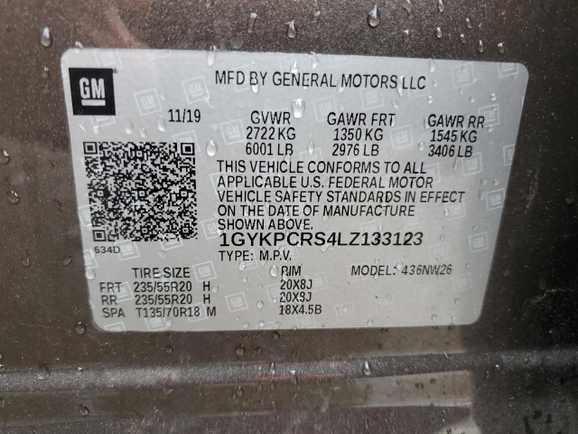 GM
MFD BY GENERAL MOTORS LLC
11/19 GVWR GAWR FRT GAWR RR
2722 KG 1350 KG 1545 KG
6001 LB 2976 LB 3406 LB
THIS VEHICLE CONFORMS TO ALL
APPLICABLE U.S. FEDERAL MOTOR
VEHICLE SAFETY STANDARDS IN EFFECT
ON THE DATE OF MANUFACTURE
SHOWN ABOVE.
634D
1GYKPCRS4LZ133123
TYPE: M.P.V. MODEL: 436NW26
TIRE SIZE RIM
FRT 235/55R20 H 20X8J
RR 235/55R20 H 20X8J
SPA T135/70R18 M 18X4.5B